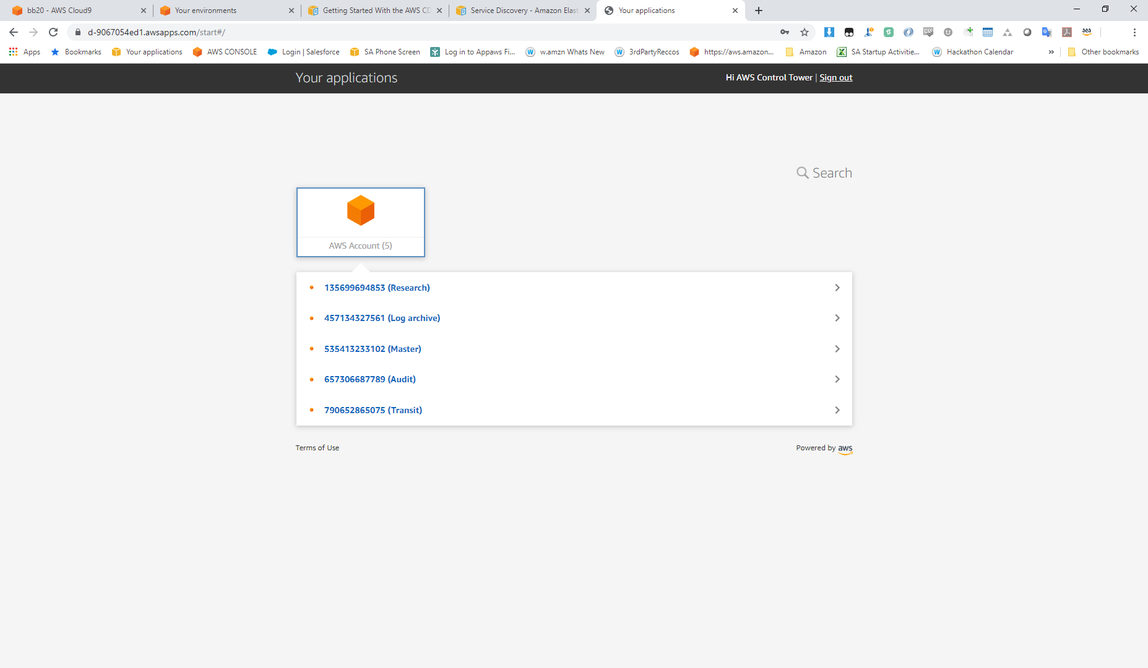 bb20 - AWS Cloud9
Your environments
Getting Started With the AWS CD
Service Discovery - Amazon Elast
Your applications
d-9067054ed1.awsapps.com/start#/
Apps
Bookmarks
Your applications
AWS CONSOLE
Login | Salesforce
SA Phone Screen
Log in to Appaws Fi...
w.amzn Whats New
3rdPartyReccos
https://aws.amazon...
Amazon
SA Startup Activitie...
Hackathon Calendar
»
Other bookmarks
Your applications
Hi AWS Control Tower | Sign out
Search
AWS Account (5)
135699694853 (Research)
457134327561 (Log archive)
535413233102 (Master)
657306687789 (Audit)
790652865075 (Transit)
Terms of Use
Powered by aws